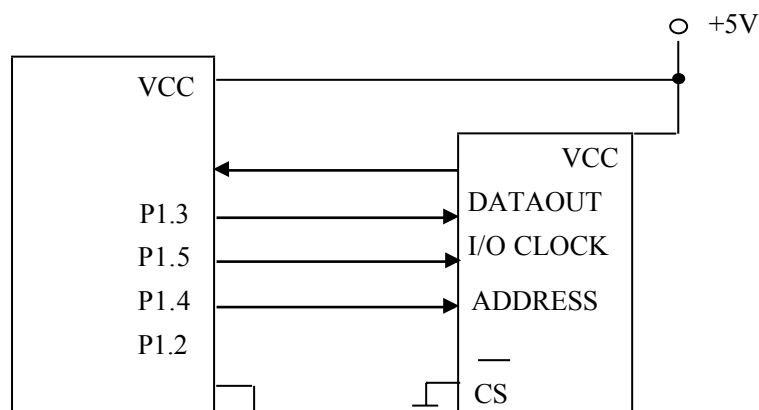 +5V
VCC
VCC
P1.3
DATAOUT
P1.5
I/O CLOCK
P1.4
ADDRESS
P1.2
CS